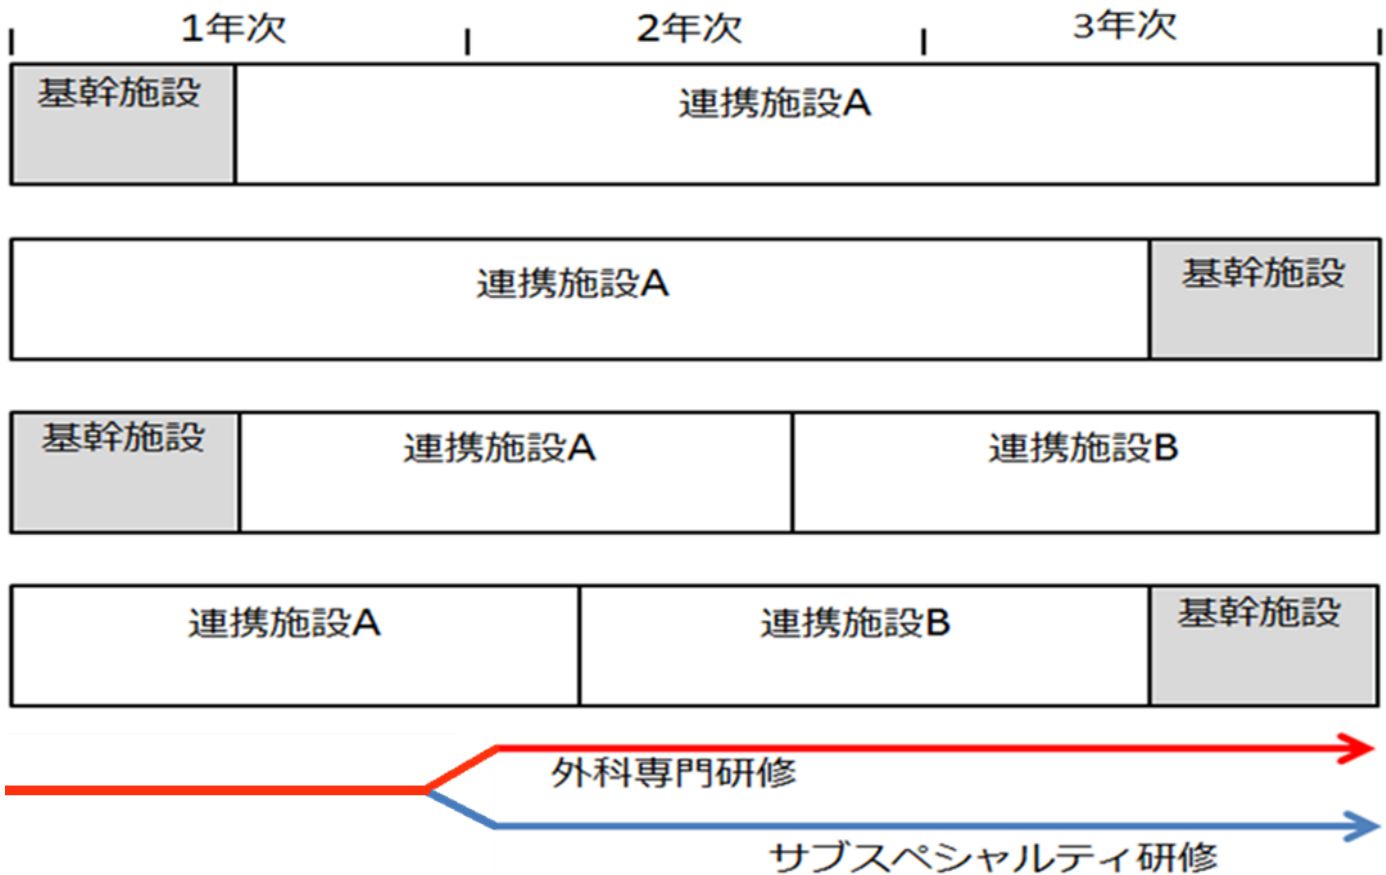 1年次 2年次 3年次
基幹施設 連携施設A
連携施設A 基幹施設
基幹施設 連携施設A 連携施設B
連携施設A 連携施設B 基幹施設
外科専門研修
サブスペシャルティ研修